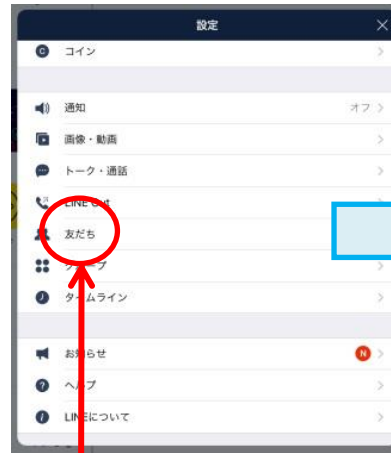 設定
コイン
通知 オフ
画像・動画
トーク・通話
LINE Out
友だち
グループ
タイムライン
お知らせ N
ヘルプ
LINEについて